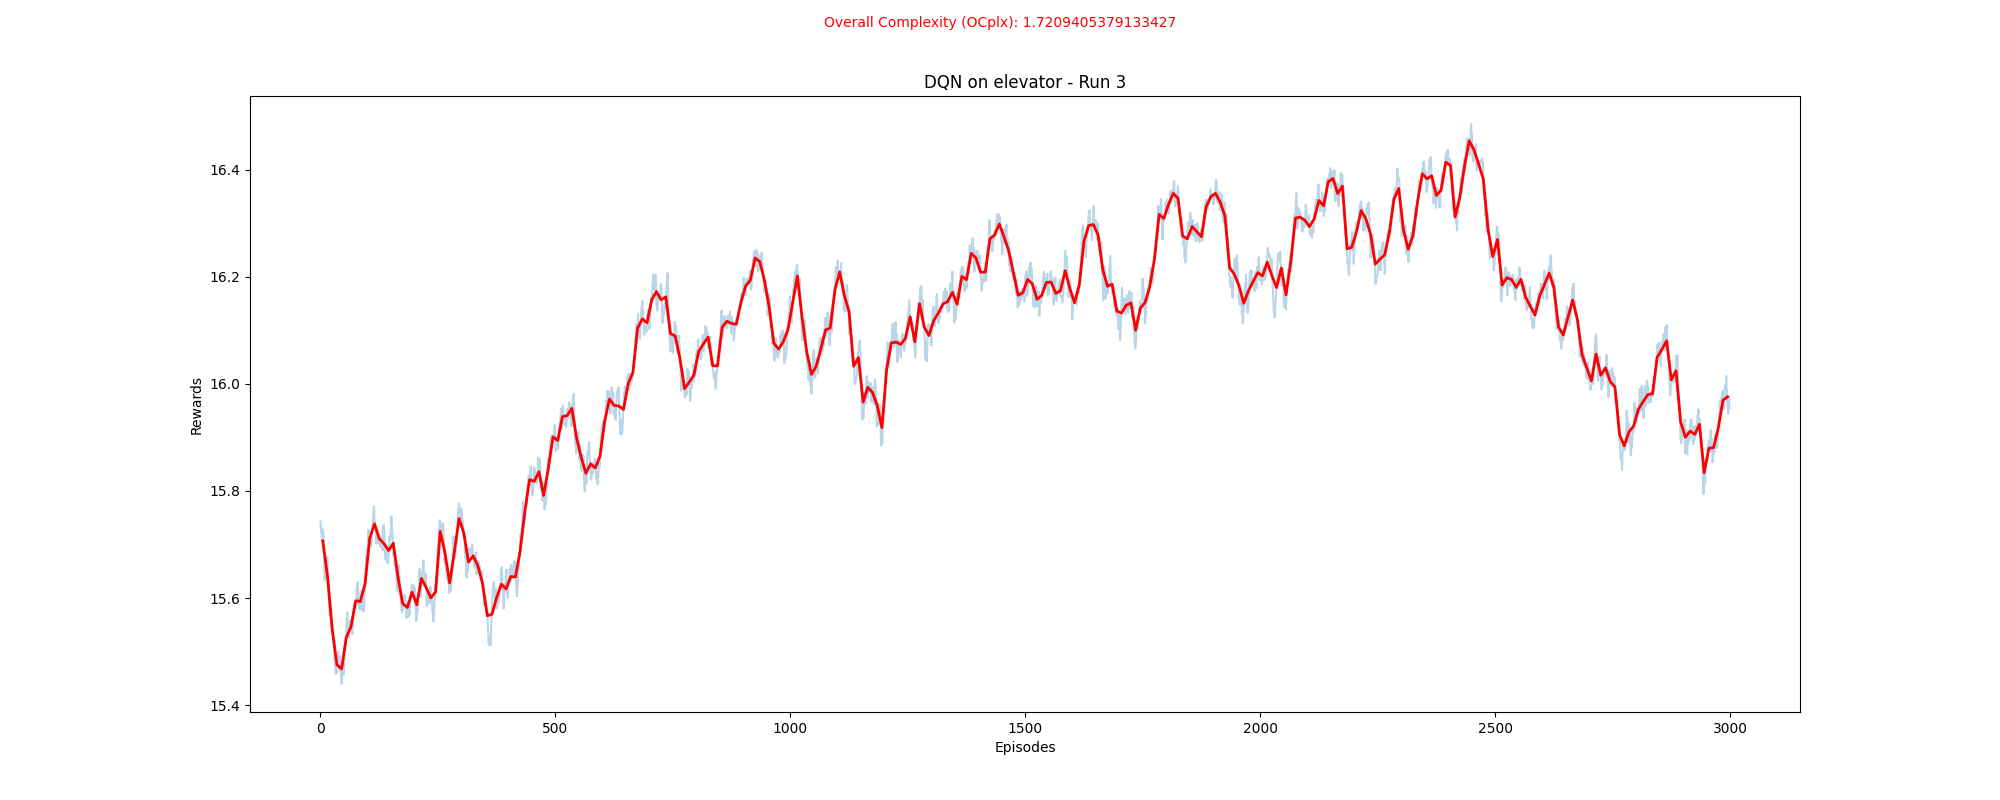 Overall Complexity (OCplx): 1.7209405379133427
DQN on elevator - Run 3
16.4
16.2
16.0
15.8
15.6
15.4
Rewards
0 500 1000 1500 2000 2500 3000
Episodes